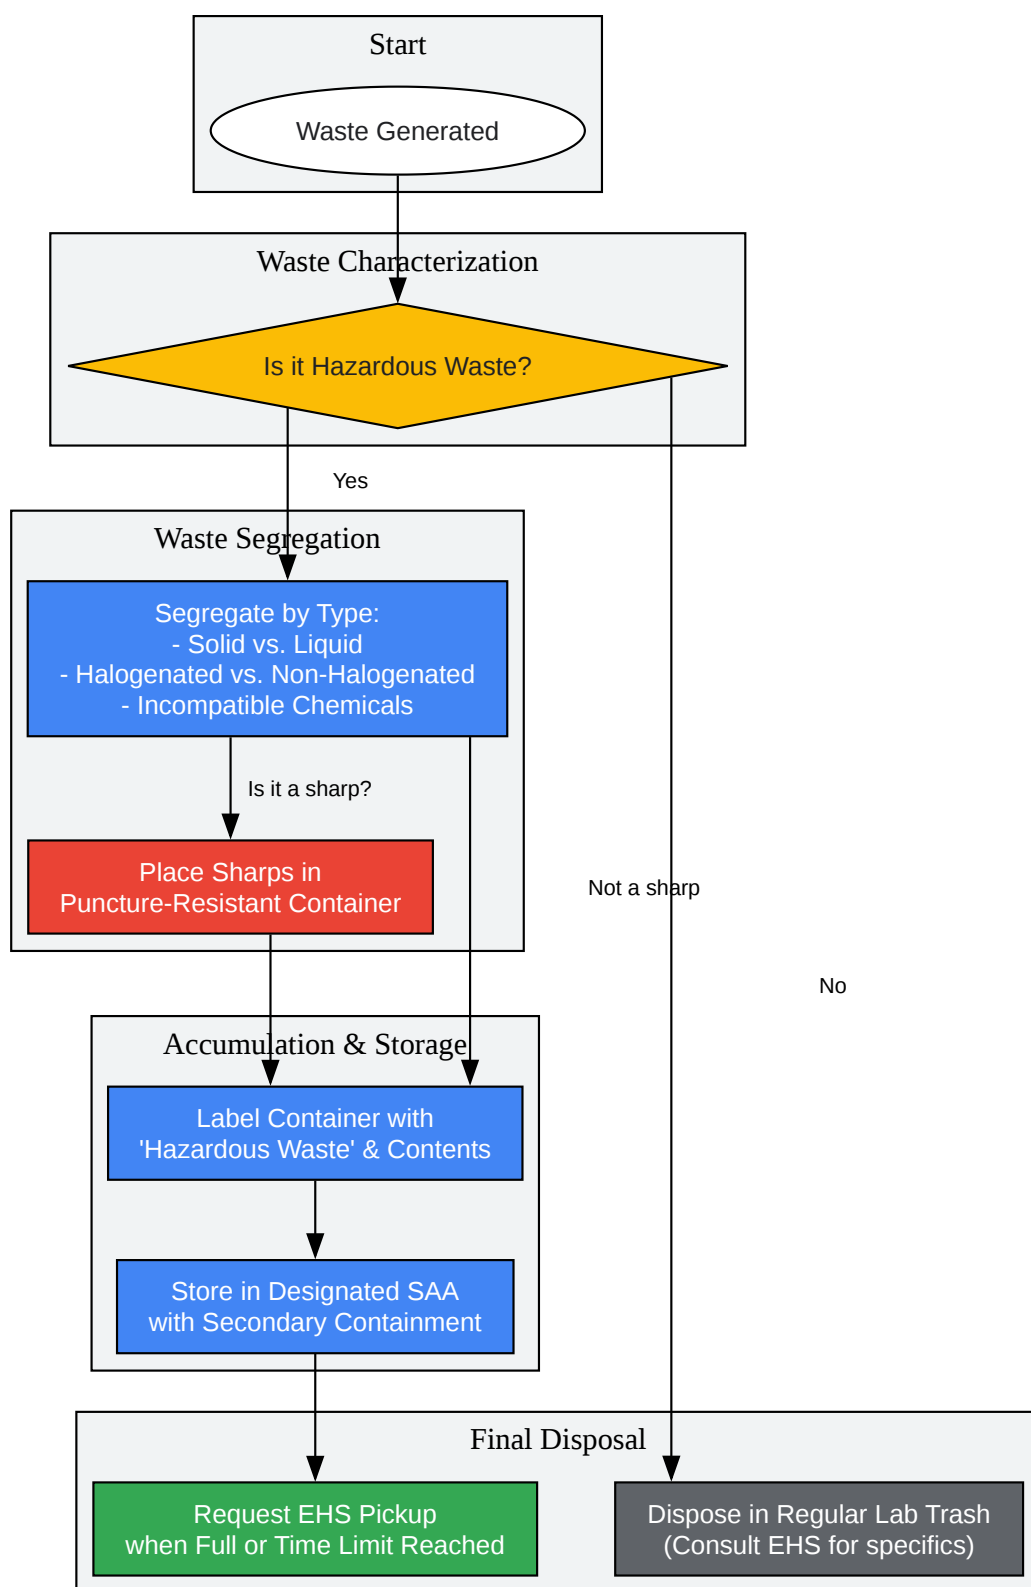 Start
Waste Generated
Waste Characterization
Is it Hazardous Waste?
Yes
Waste Segregation
Segregate by Type:
- Solid vs. Liquid
- Halogenated vs. Non-Halogenated
- Incompatible Chemicals
Is it a sharp?
Place Sharps in
Puncture-Resistant Container
Not a sharp
No
Accumulation & Storage
Label Container with
'Hazardous Waste' & Contents
Store in Designated SAA
with Secondary Containment
Final Disposal
Request EHS Pickup
when Full or Time Limit Reached
Dispose in Regular Lab Trash
(Consult EHS for specifics)